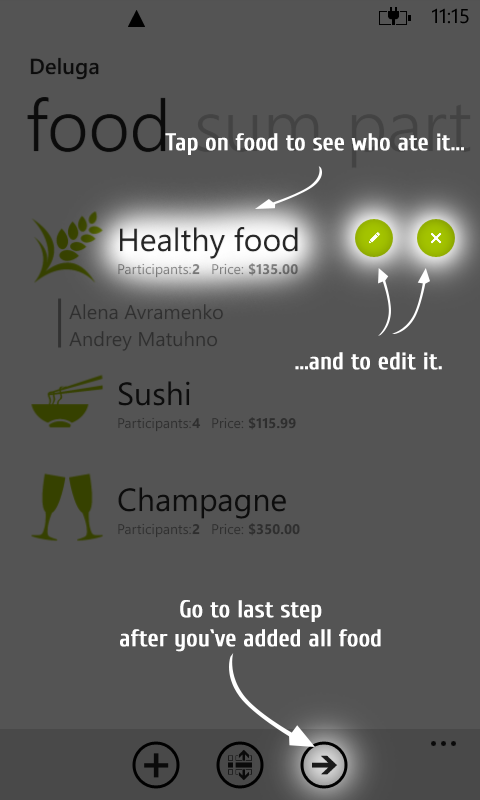 11:15
Deluga
food sum part
Tap on food to see who ate it...
Healthy food
Participants:2 Price: $135.00
Alena Avramenko
Andrey Matuhno
...and to edit it.
Sushi
Participants:4 Price: $115.99
Champagne
Participants:2 Price: $350.00
Go to last step
after you`ve added all food